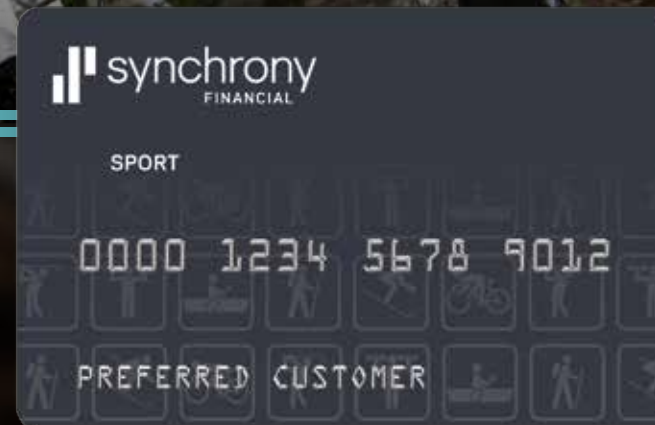 synchrony
FINANCIAL
SPORT
0000 1234 5678 9012
PREFERRED CUSTOMER